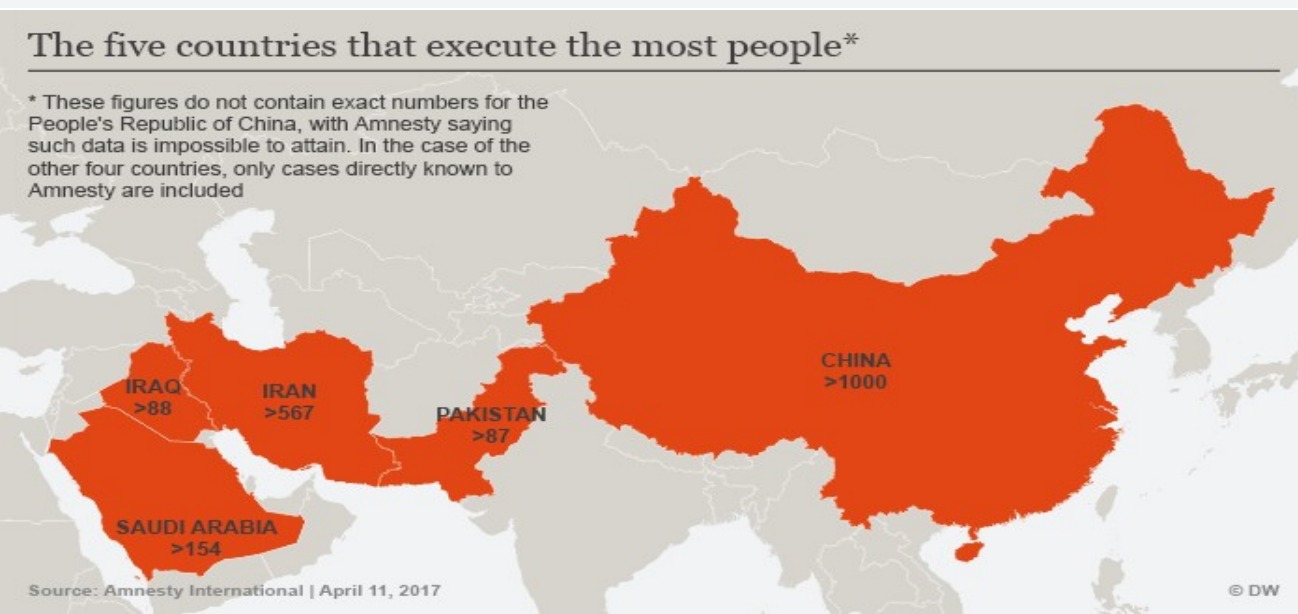 The five countries that execute the most people*
* These figures do not contain exact numbers for the
People's Republic of China, with Amnesty saying
such data is impossible to attain. In the case of the
other four countries, only cases directly known to
Amnesty are included
CHINA
>1000
IRAQ
>88
IRAN
>567
PAKISTAN
>87
SAUDI ARABIA
>154
Source: Amnesty International | April 11, 2017
© DW